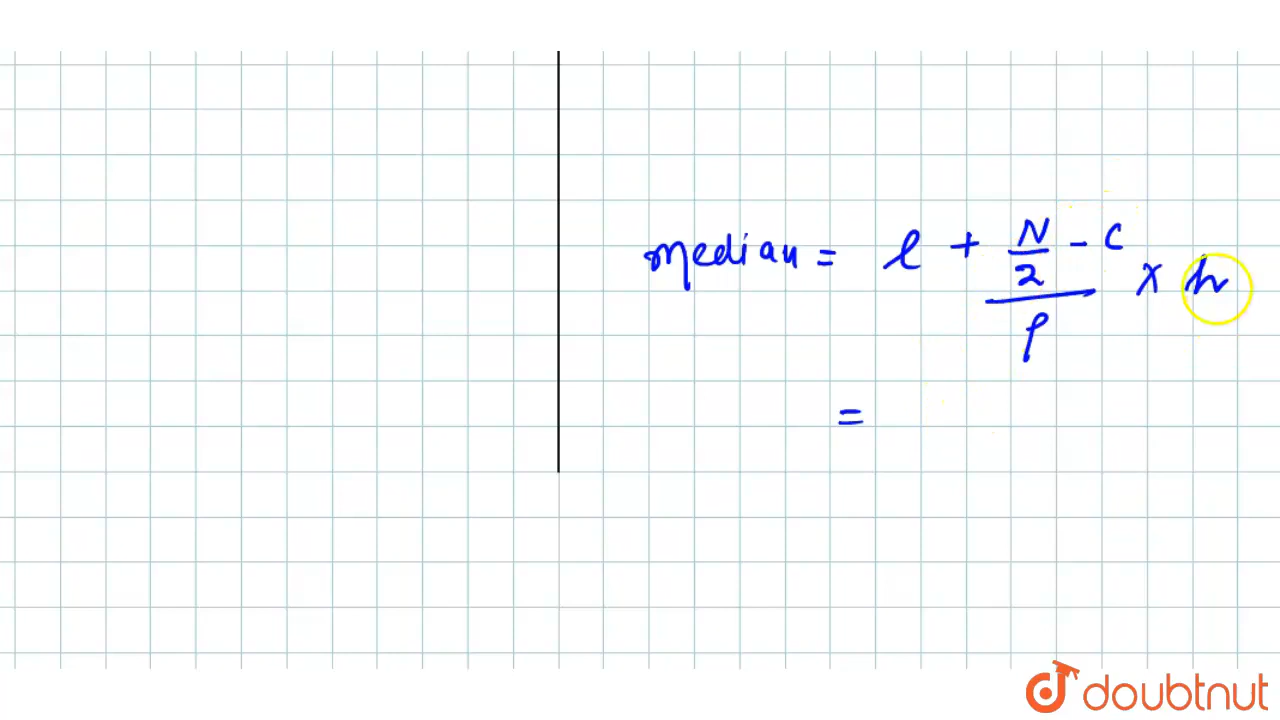 median = l + N/2 - c / f x h
=
doubtnut